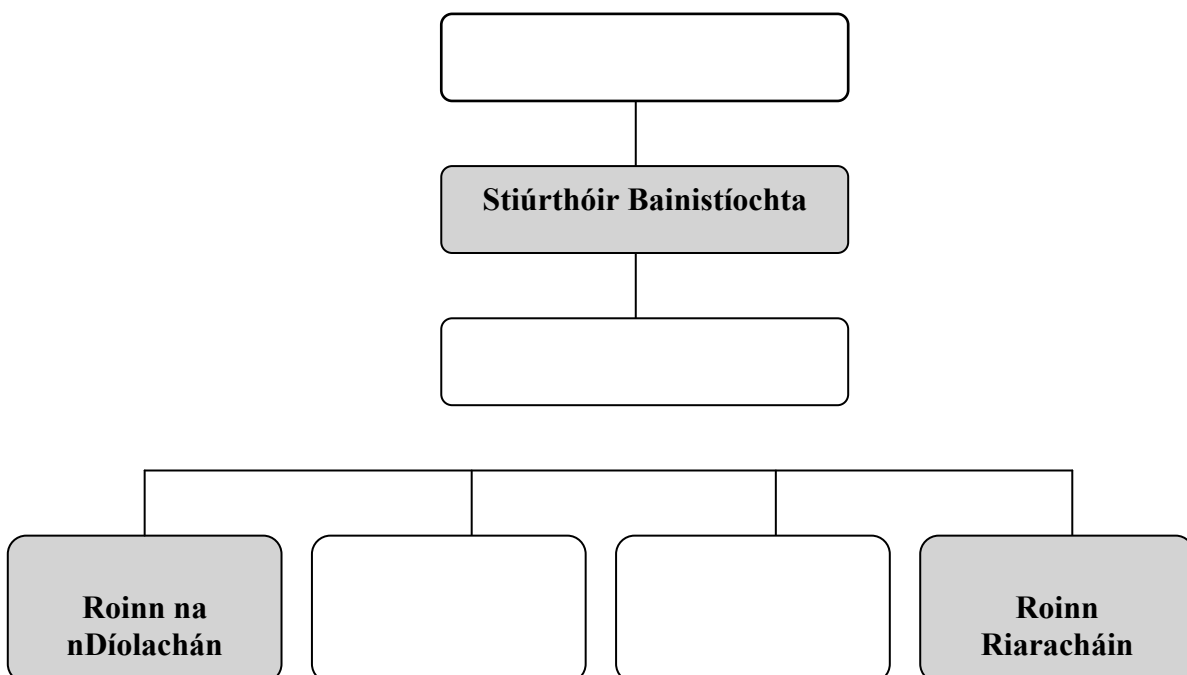 Stiúrthóir Bainistíochta
Roinn na
nDíolachán
Roinn
Riaracháin